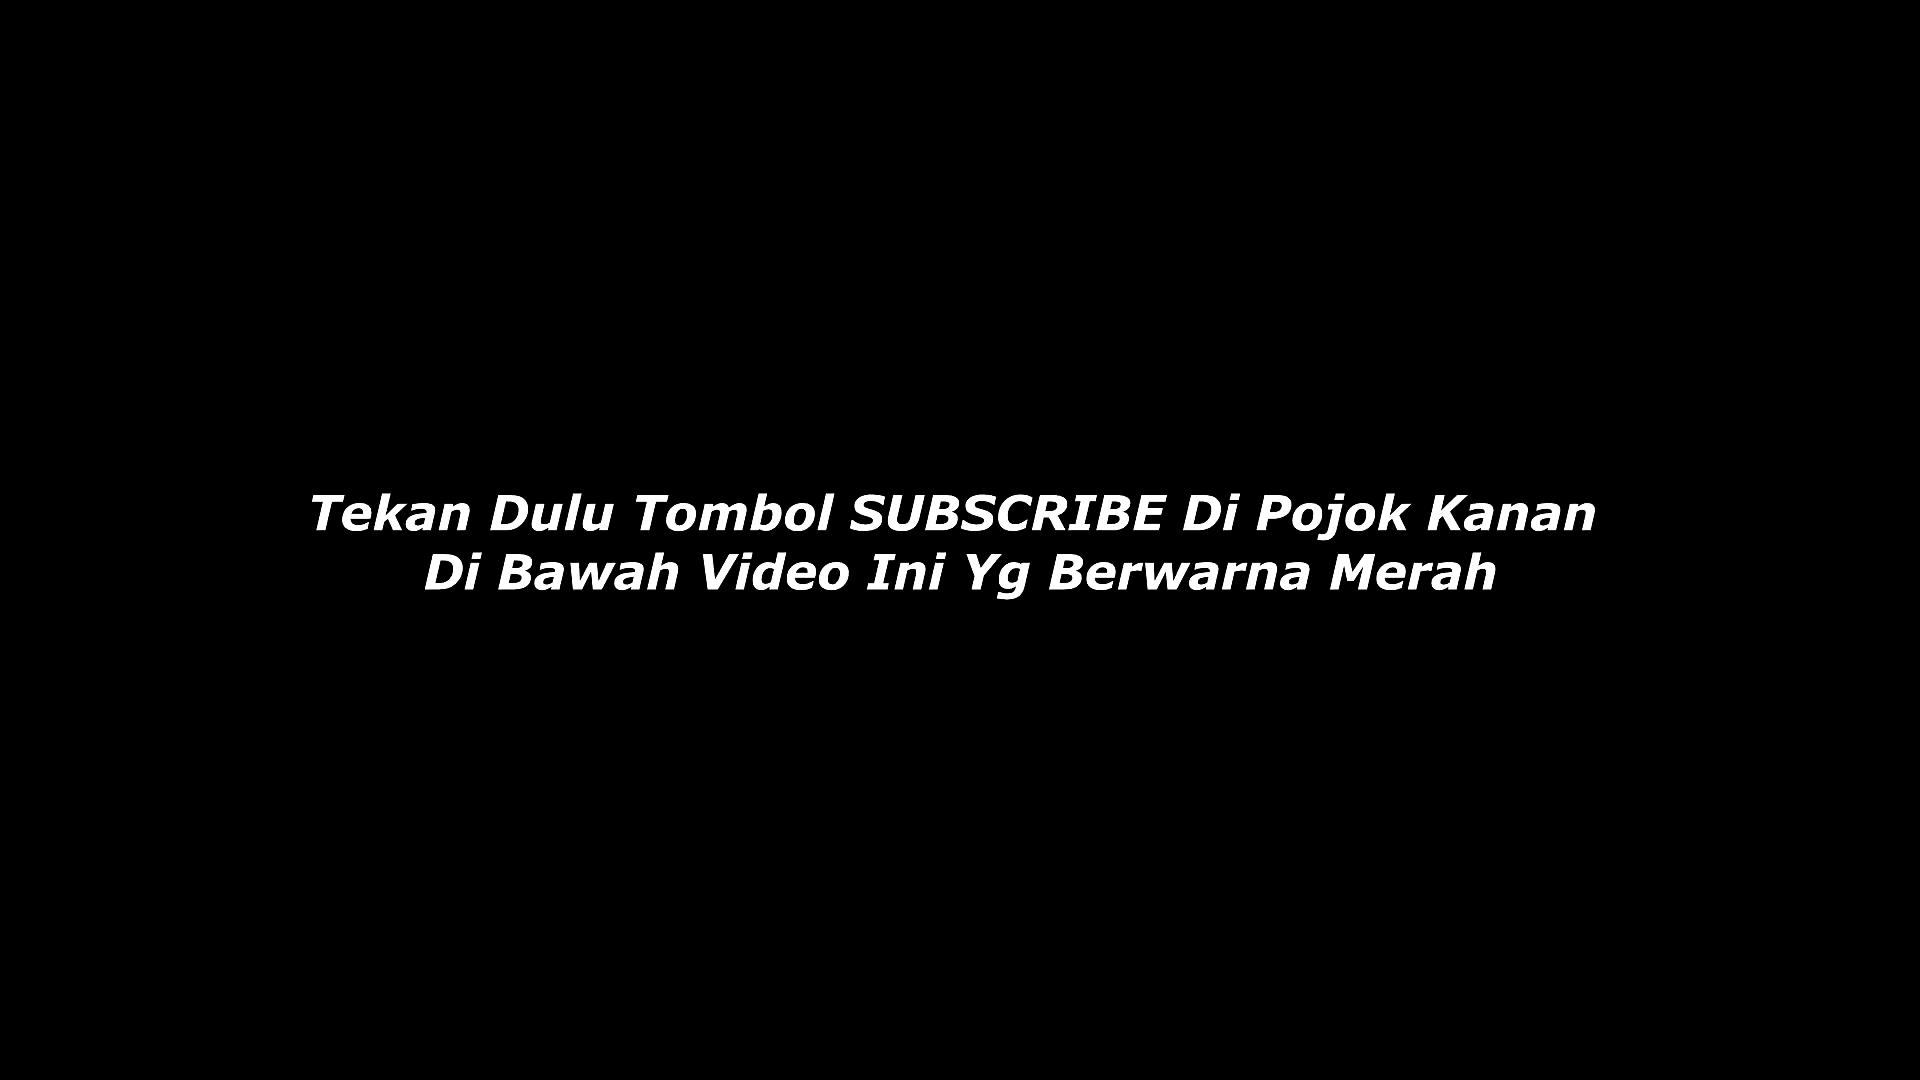 Tekan Dulu Tombol SUBSCRIBE Di Pojok Kanan
Di Bawah Video Ini Yg Berwarna Merah